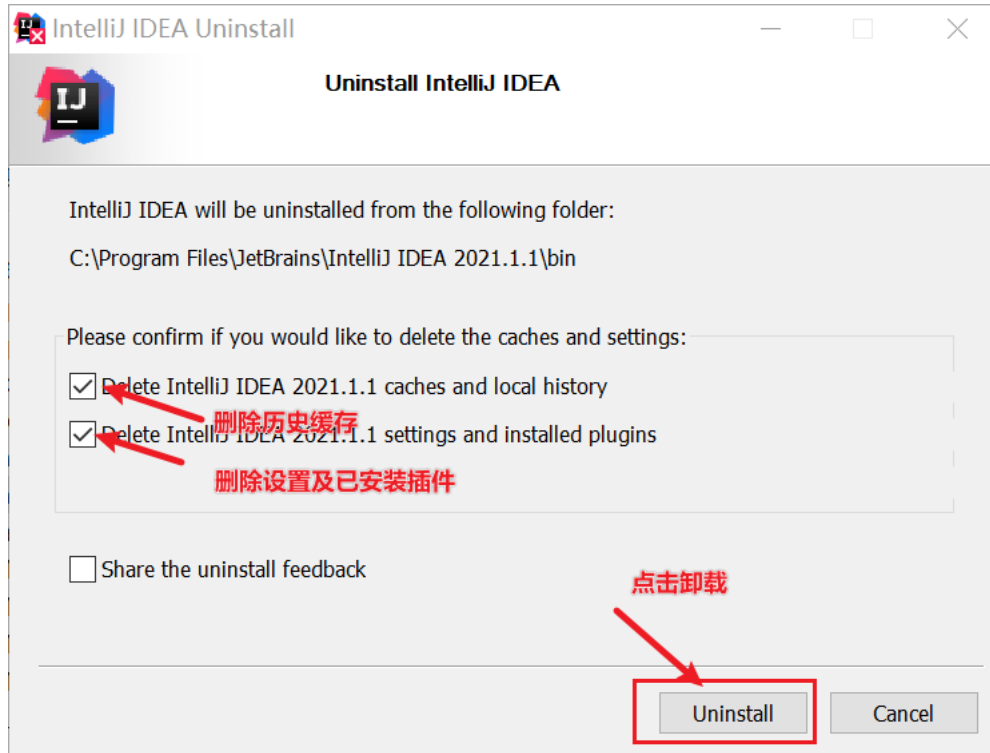 IntelliJ IDEA Uninstall
IJ
Uninstall IntelliJ IDEA
IntelliJ IDEA will be uninstalled from the following folder:
C:\Program Files\JetBrains\IntelliJ IDEA 2021.1.1\bin
Please confirm if you would like to delete the caches and settings:
Delete IntelliJ IDEA 2021.1.1 caches and local history
删除历史缓存
Delete IntelliJ IDEA 2021.1.1 settings and installed plugins
删除设置及已安装插件
Share the uninstall feedback
点击卸载
Uninstall
Cancel